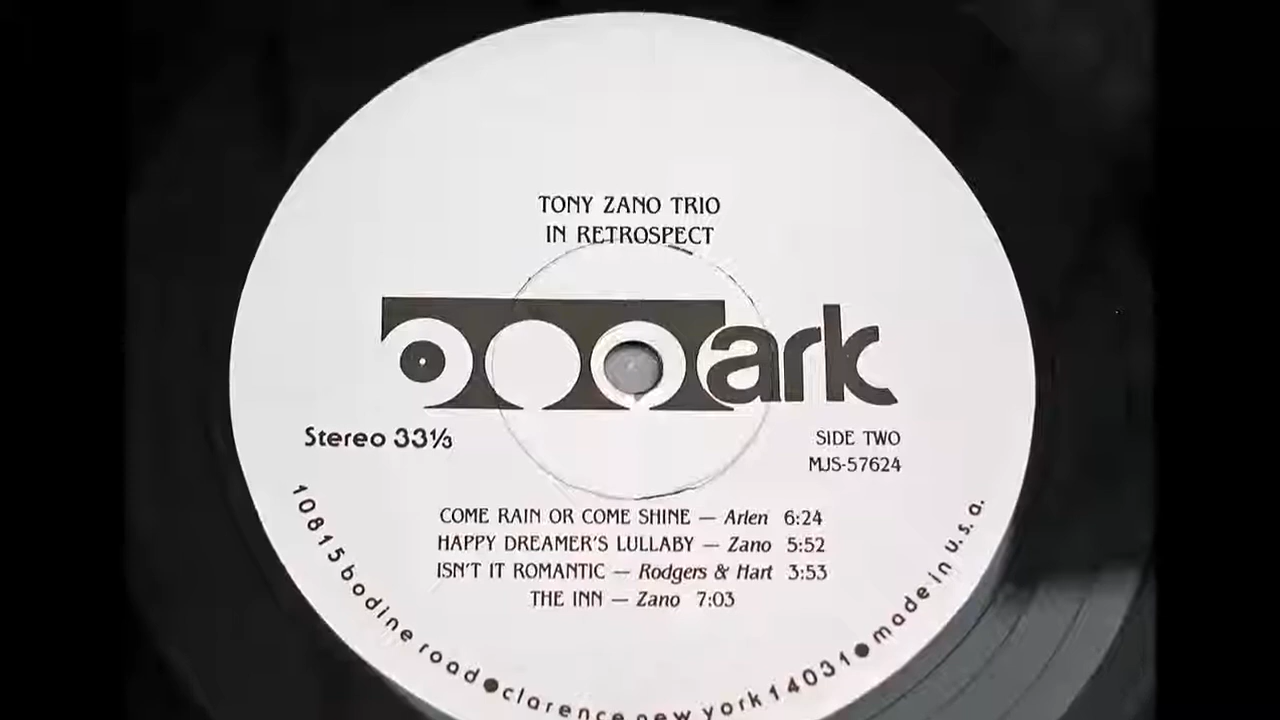 TONY ZANO TRIO
IN RETROSPECT
Mark
Stereo 33⅓
SIDE TWO
MJS-57624
COME RAIN OR COME SHINE — Arlen 6:24
HAPPY DREAMER'S LULLABY — Zano 5:52
ISN'T IT ROMANTIC — Rodgers & Hart 3:53
THE INN — Zano 7:03
10815 bodine road●clarence new york 14031●made in u.s.a.